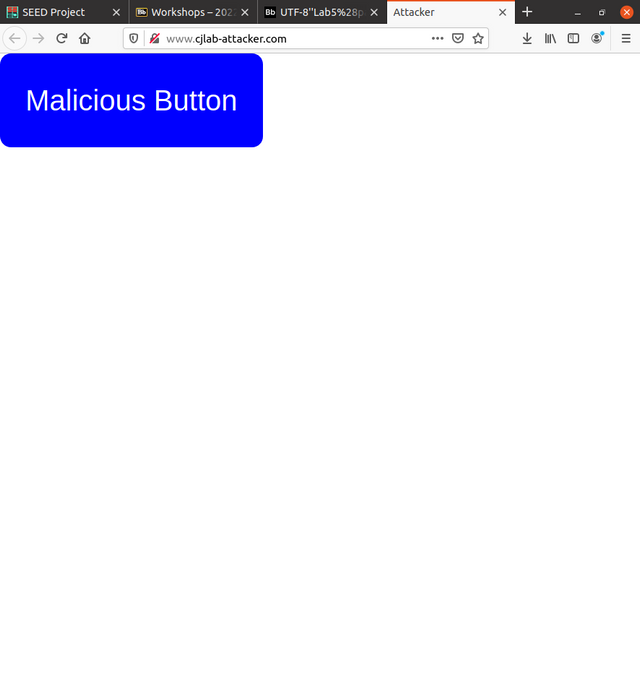 SEED Project
Workshops – 202
UTF-8''Lab5%28p
Attacker
www.cjlab-attacker.com
Malicious Button